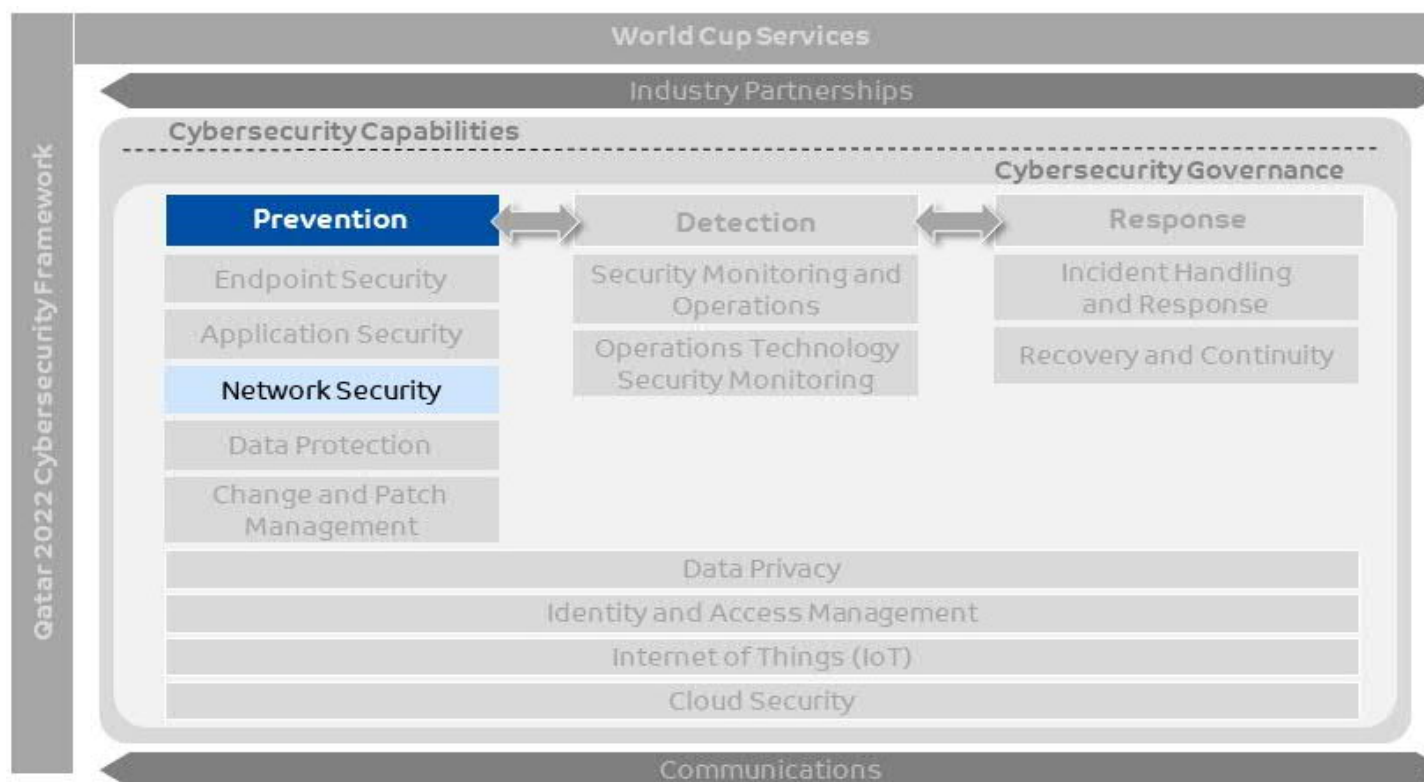 World Cup Services
Industry Partnerships
Qatar 2022 Cybersecurity Framework
Cybersecurity Capabilities
Cybersecurity Governance
Prevention
Detection
Response
Endpoint Security
Application Security
Network Security
Data Protection
Change and Patch
Management
Security Monitoring and
Operations
Operations Technology
Security Monitoring
Incident Handling
and Response
Recovery and Continuity
Data Privacy
Identity and Access Management
Internet of Things (IoT)
Cloud Security
Communications